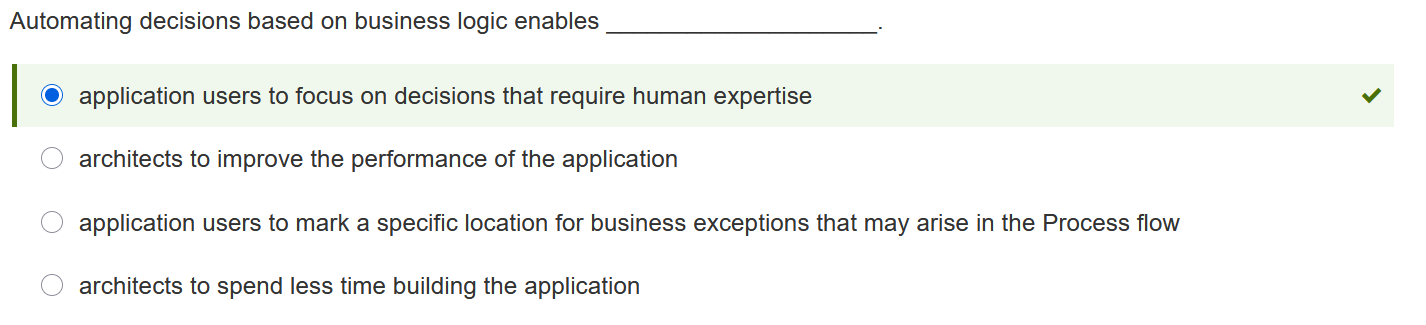 Automating decisions based on business logic enables ____________________.
application users to focus on decisions that require human expertise
architects to improve the performance of the application
application users to mark a specific location for business exceptions that may arise in the Process flow
architects to spend less time building the application